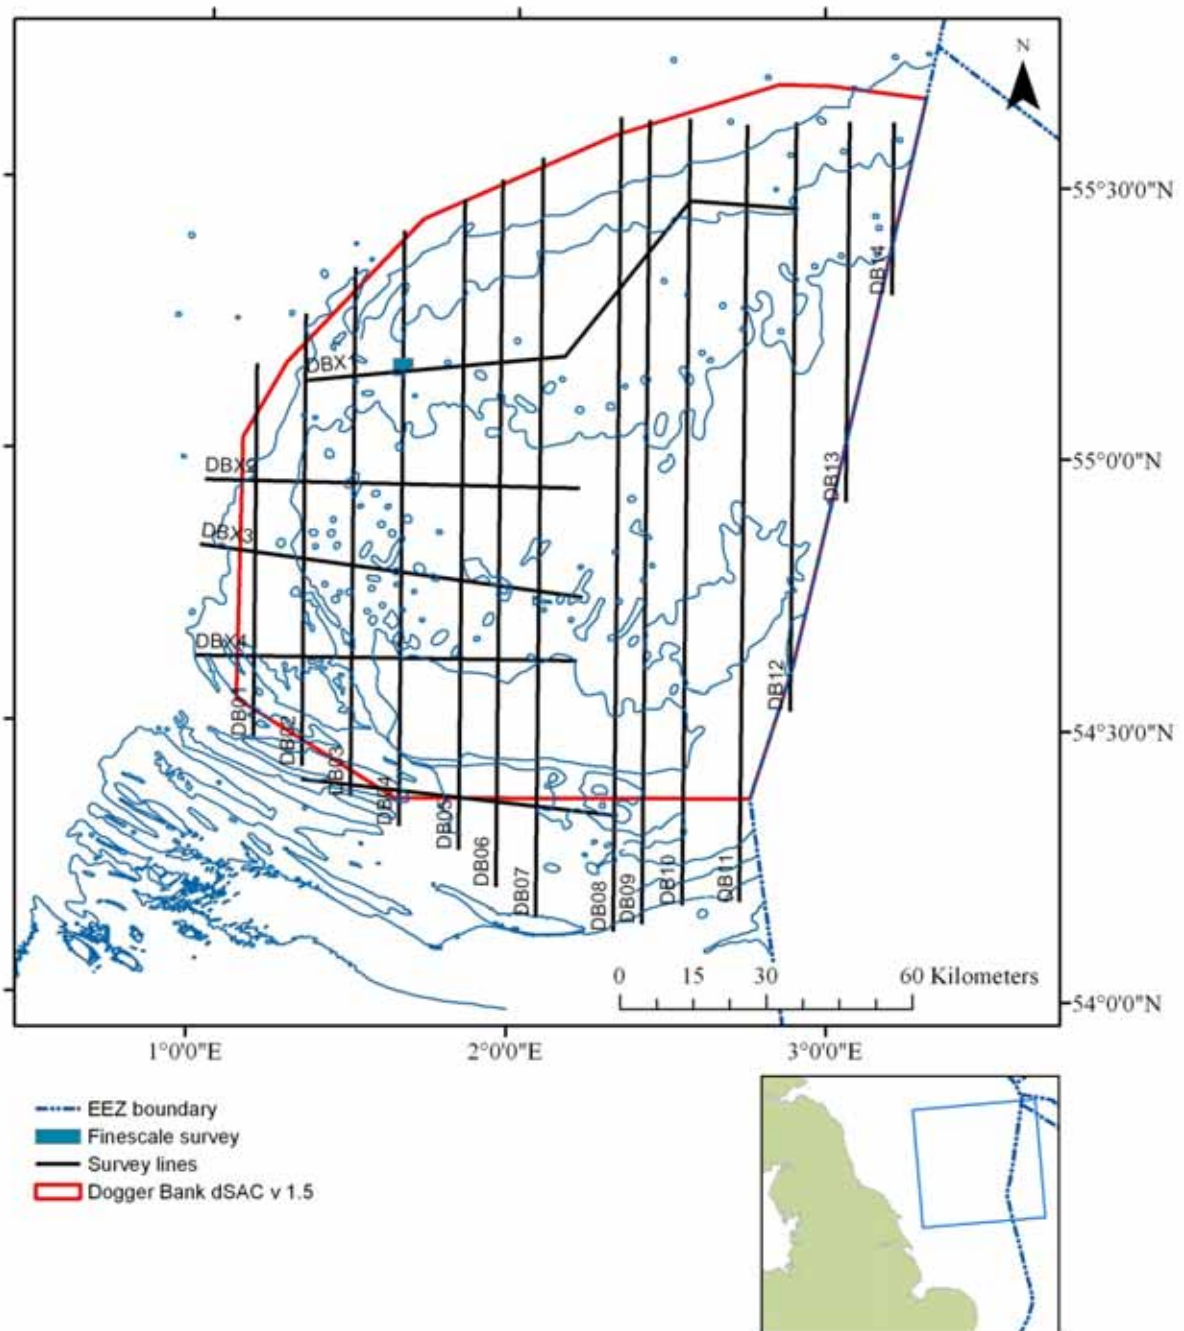 N
55°30'0"N
DB14
DBX1
DBX2
55°0'0"N
DB13
DBX3
DBX4
DB12
DB01
DB02
54°30'0"N
DB03
DB04
DB05
DB06
DB07
DB08
DB09
DB10
DB11
0 15 30 60 Kilometers
54°0'0"N
1°0'0"E 2°0'0"E 3°0'0"E
EEZ boundary
Finescale survey
Survey lines
Dogger Bank dSAC v 1.5